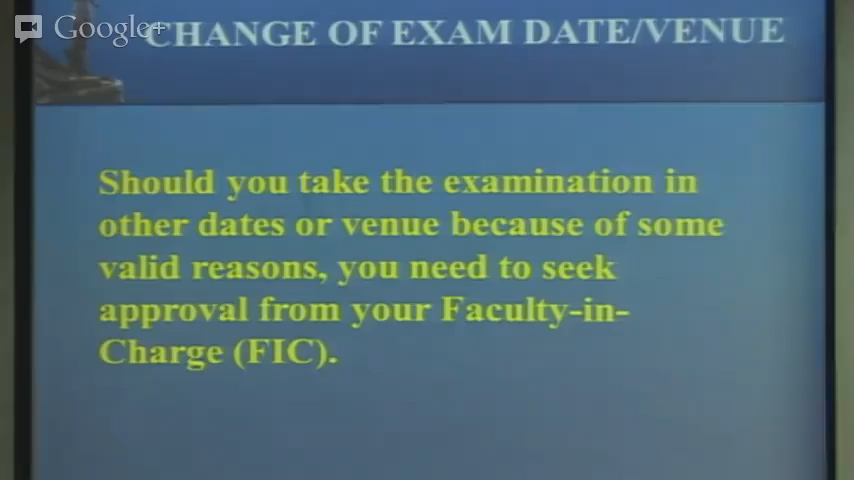 Google+
CHANGE OF EXAM DATE/VENUE
Should you take the examination in
other dates or venue because of some
valid reasons, you need to seek
approval from your Faculty-in-
Charge (FIC).